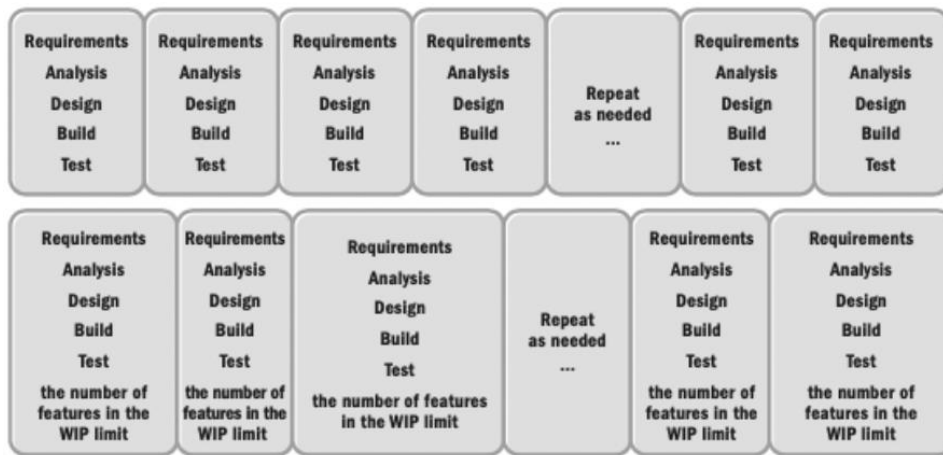 Requirements
Analysis
Design
Build
Test
Requirements
Analysis
Design
Build
Test
Requirements
Analysis
Design
Build
Test
Requirements
Analysis
Design
Build
Test
Repeat
as needed
...
Requirements
Analysis
Design
Build
Test
Requirements
Analysis
Design
Build
Test
Requirements
Analysis
Design
Build
Test
the number of
features in the
WIP limit
Requirements
Analysis
Design
Build
Test
the number of
features in the
WIP limit
Requirements
Analysis
Design
Build
Test
the number of features
in the WIP limit
Repeat
as needed
...
Requirements
Analysis
Design
Build
Test
the number of
features in the
WIP limit
Requirements
Analysis
Design
Build
Test
the number of
features in the
WIP limit